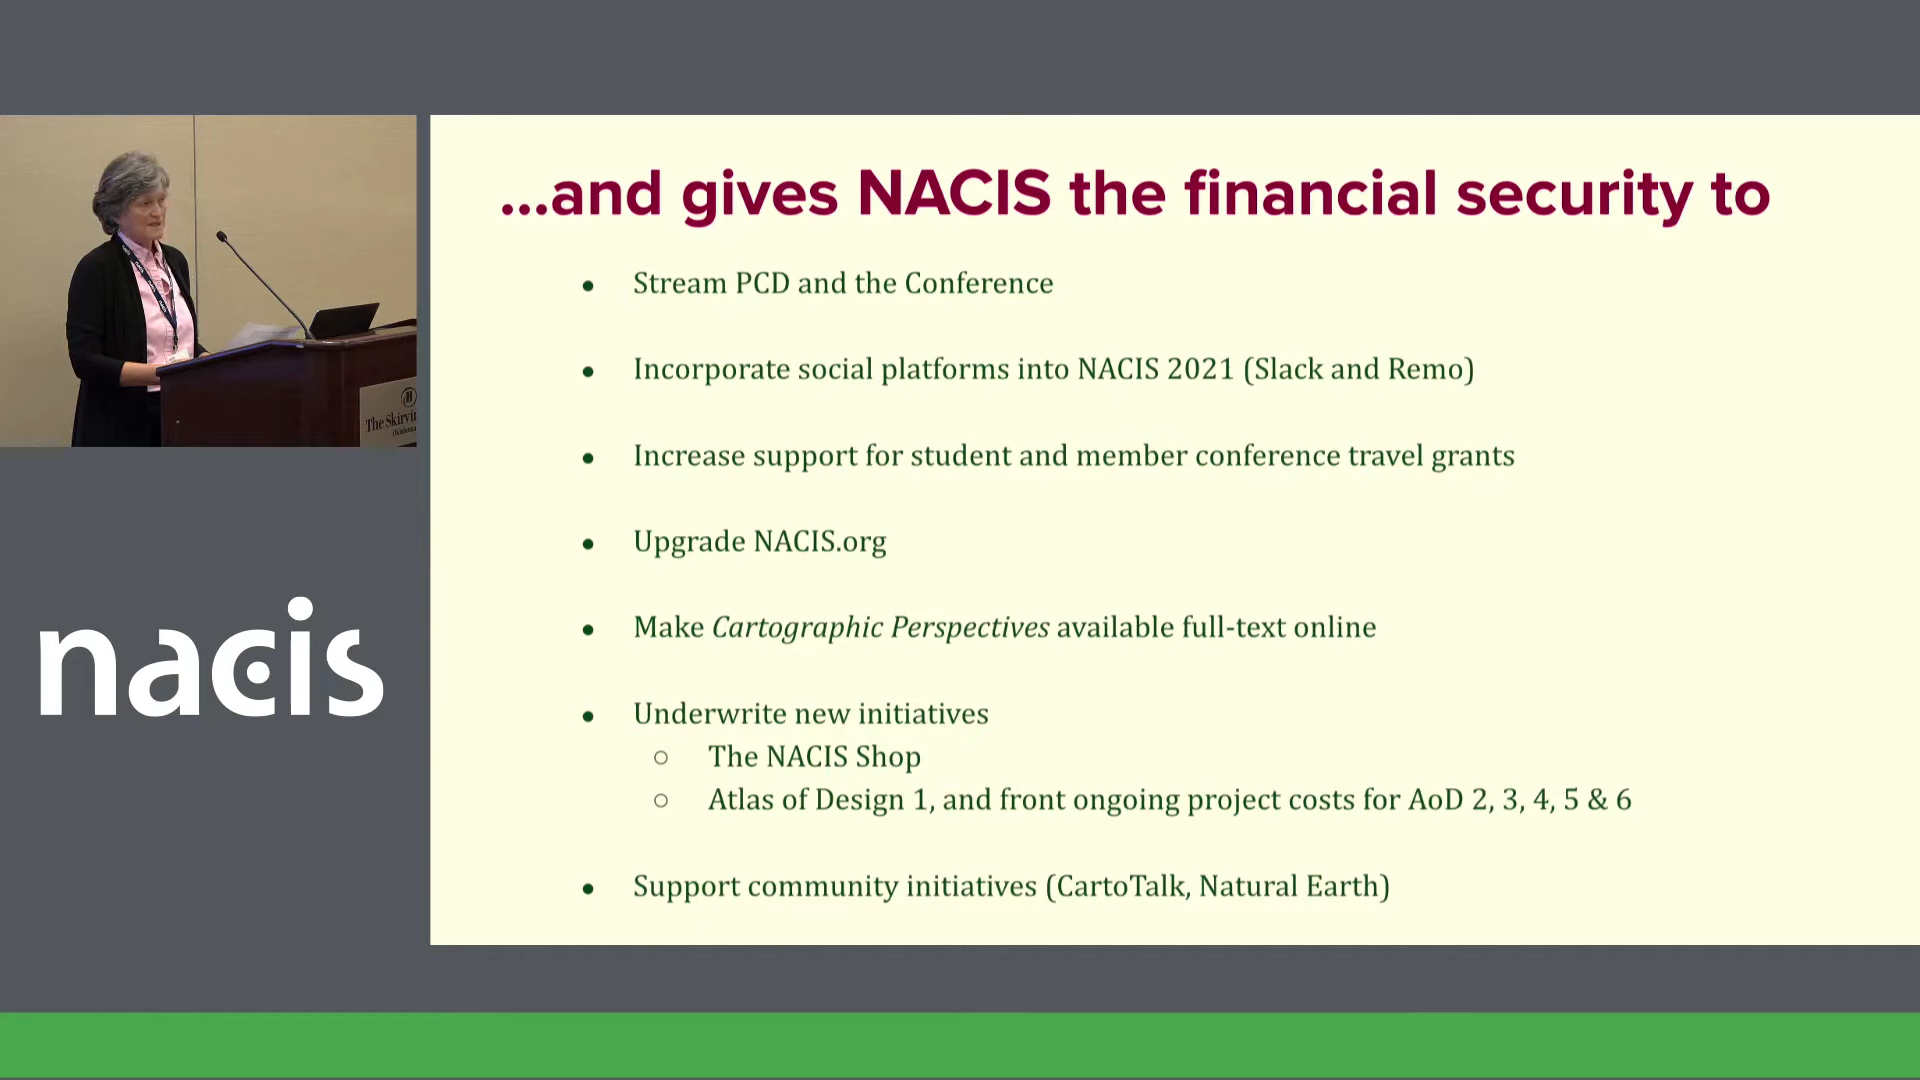 ...and gives NACIS the financial security to
● Stream PCD and the Conference
● Incorporate social platforms into NACIS 2021 (Slack and Remo)
● Increase support for student and member conference travel grants
● Upgrade NACIS.org
● Make Cartographic Perspectives available full-text online
● Underwrite new initiatives
○ The NACIS Shop
○ Atlas of Design 1, and front ongoing project costs for AoD 2, 3, 4, 5 & 6
● Support community initiatives (CartoTalk, Natural Earth)
The Skirvi
Oklahoma
nacis